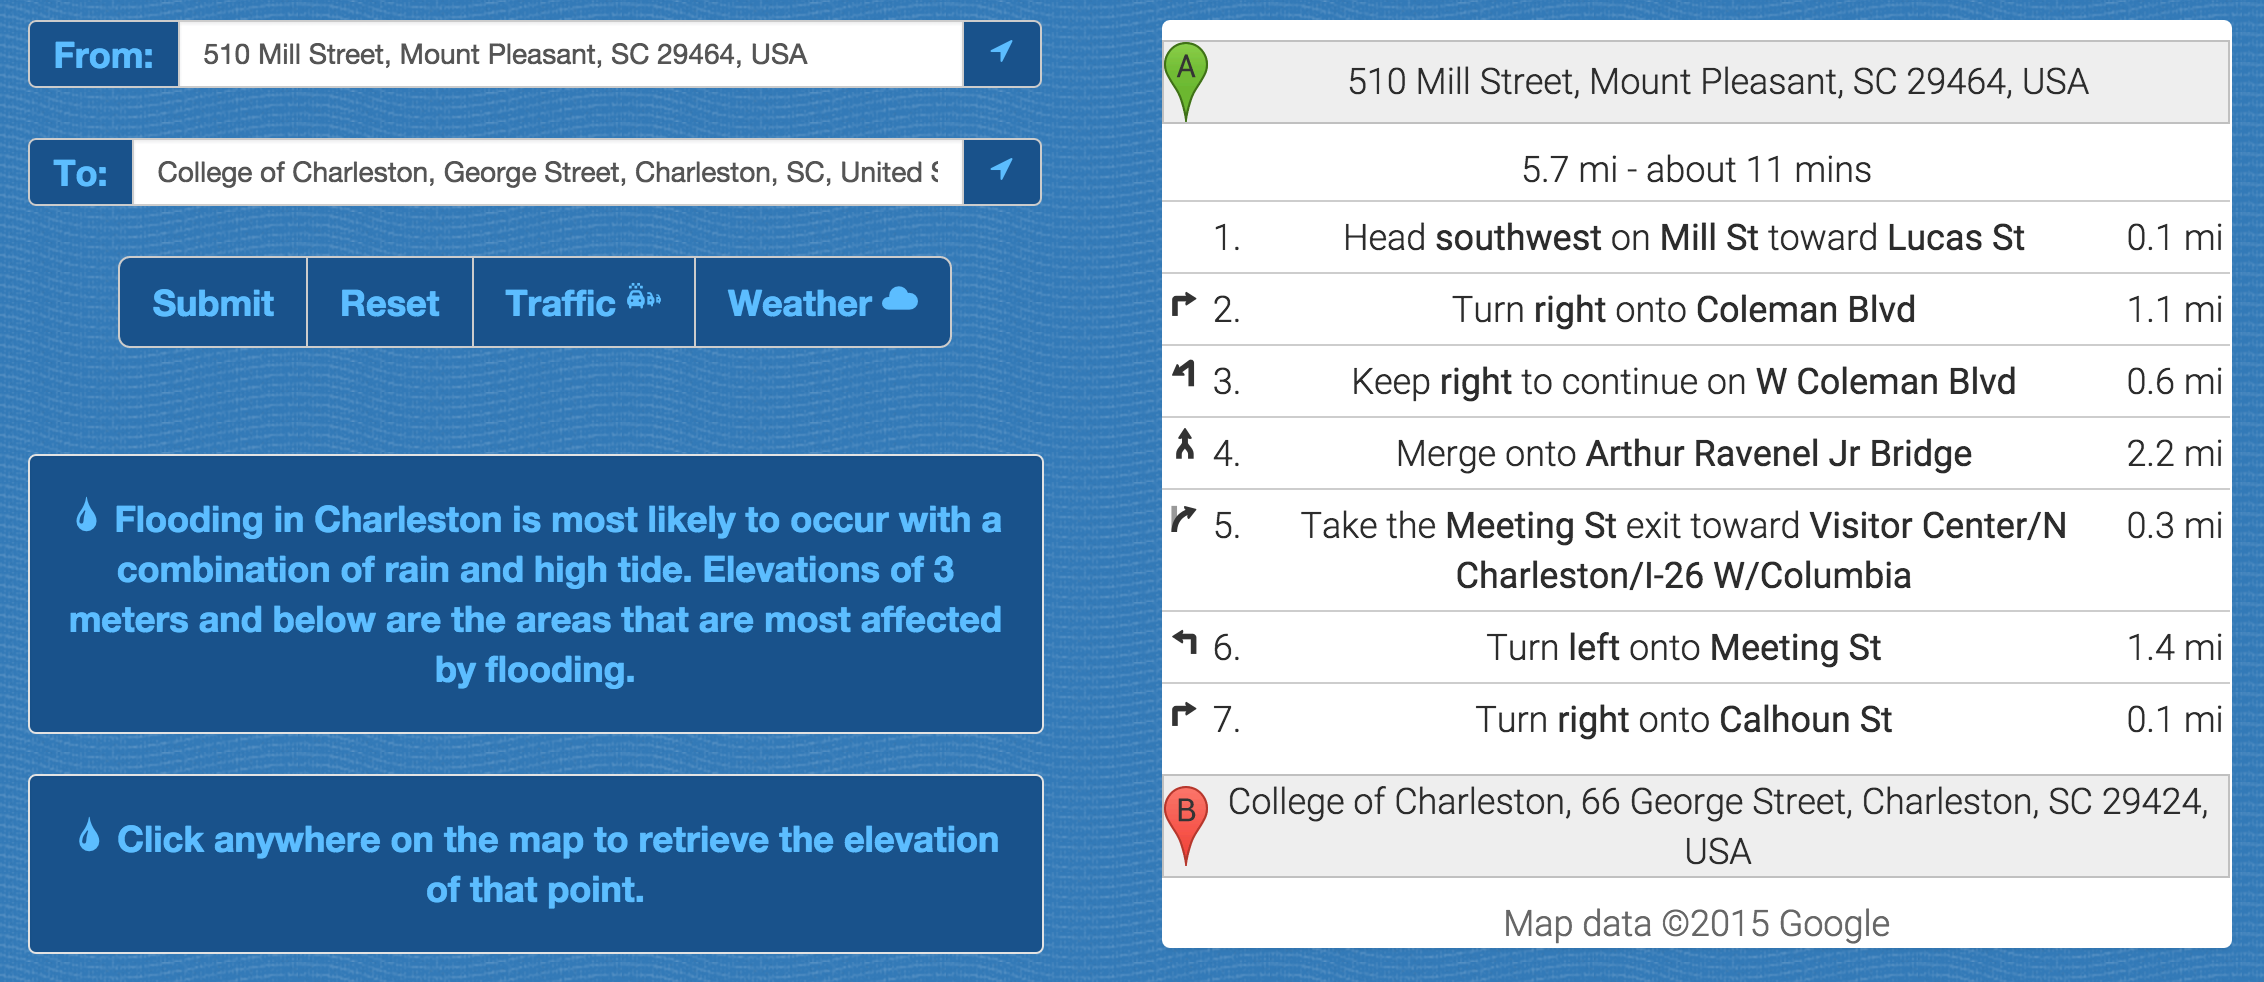 From: 510 Mill Street, Mount Pleasant, SC 29464, USA
To: College of Charleston, George Street, Charleston, SC, United S
Submit Reset Traffic Weather
Flooding in Charleston is most likely to occur with a
combination of rain and high tide. Elevations of 3
meters and below are the areas that are most affected
by flooding.
Click anywhere on the map to retrieve the elevation
of that point.
A 510 Mill Street, Mount Pleasant, SC 29464, USA
5.7 mi - about 11 mins
1. Head southwest on Mill St toward Lucas St 0.1 mi
2. Turn right onto Coleman Blvd 1.1 mi
3. Keep right to continue on W Coleman Blvd 0.6 mi
4. Merge onto Arthur Ravenel Jr Bridge 2.2 mi
5. Take the Meeting St exit toward Visitor Center/N 0.3 mi
Charleston/I-26 W/Columbia
6. Turn left onto Meeting St 1.4 mi
7. Turn right onto Calhoun St 0.1 mi
B College of Charleston, 66 George Street, Charleston, SC 29424,
USA
Map data ©2015 Google